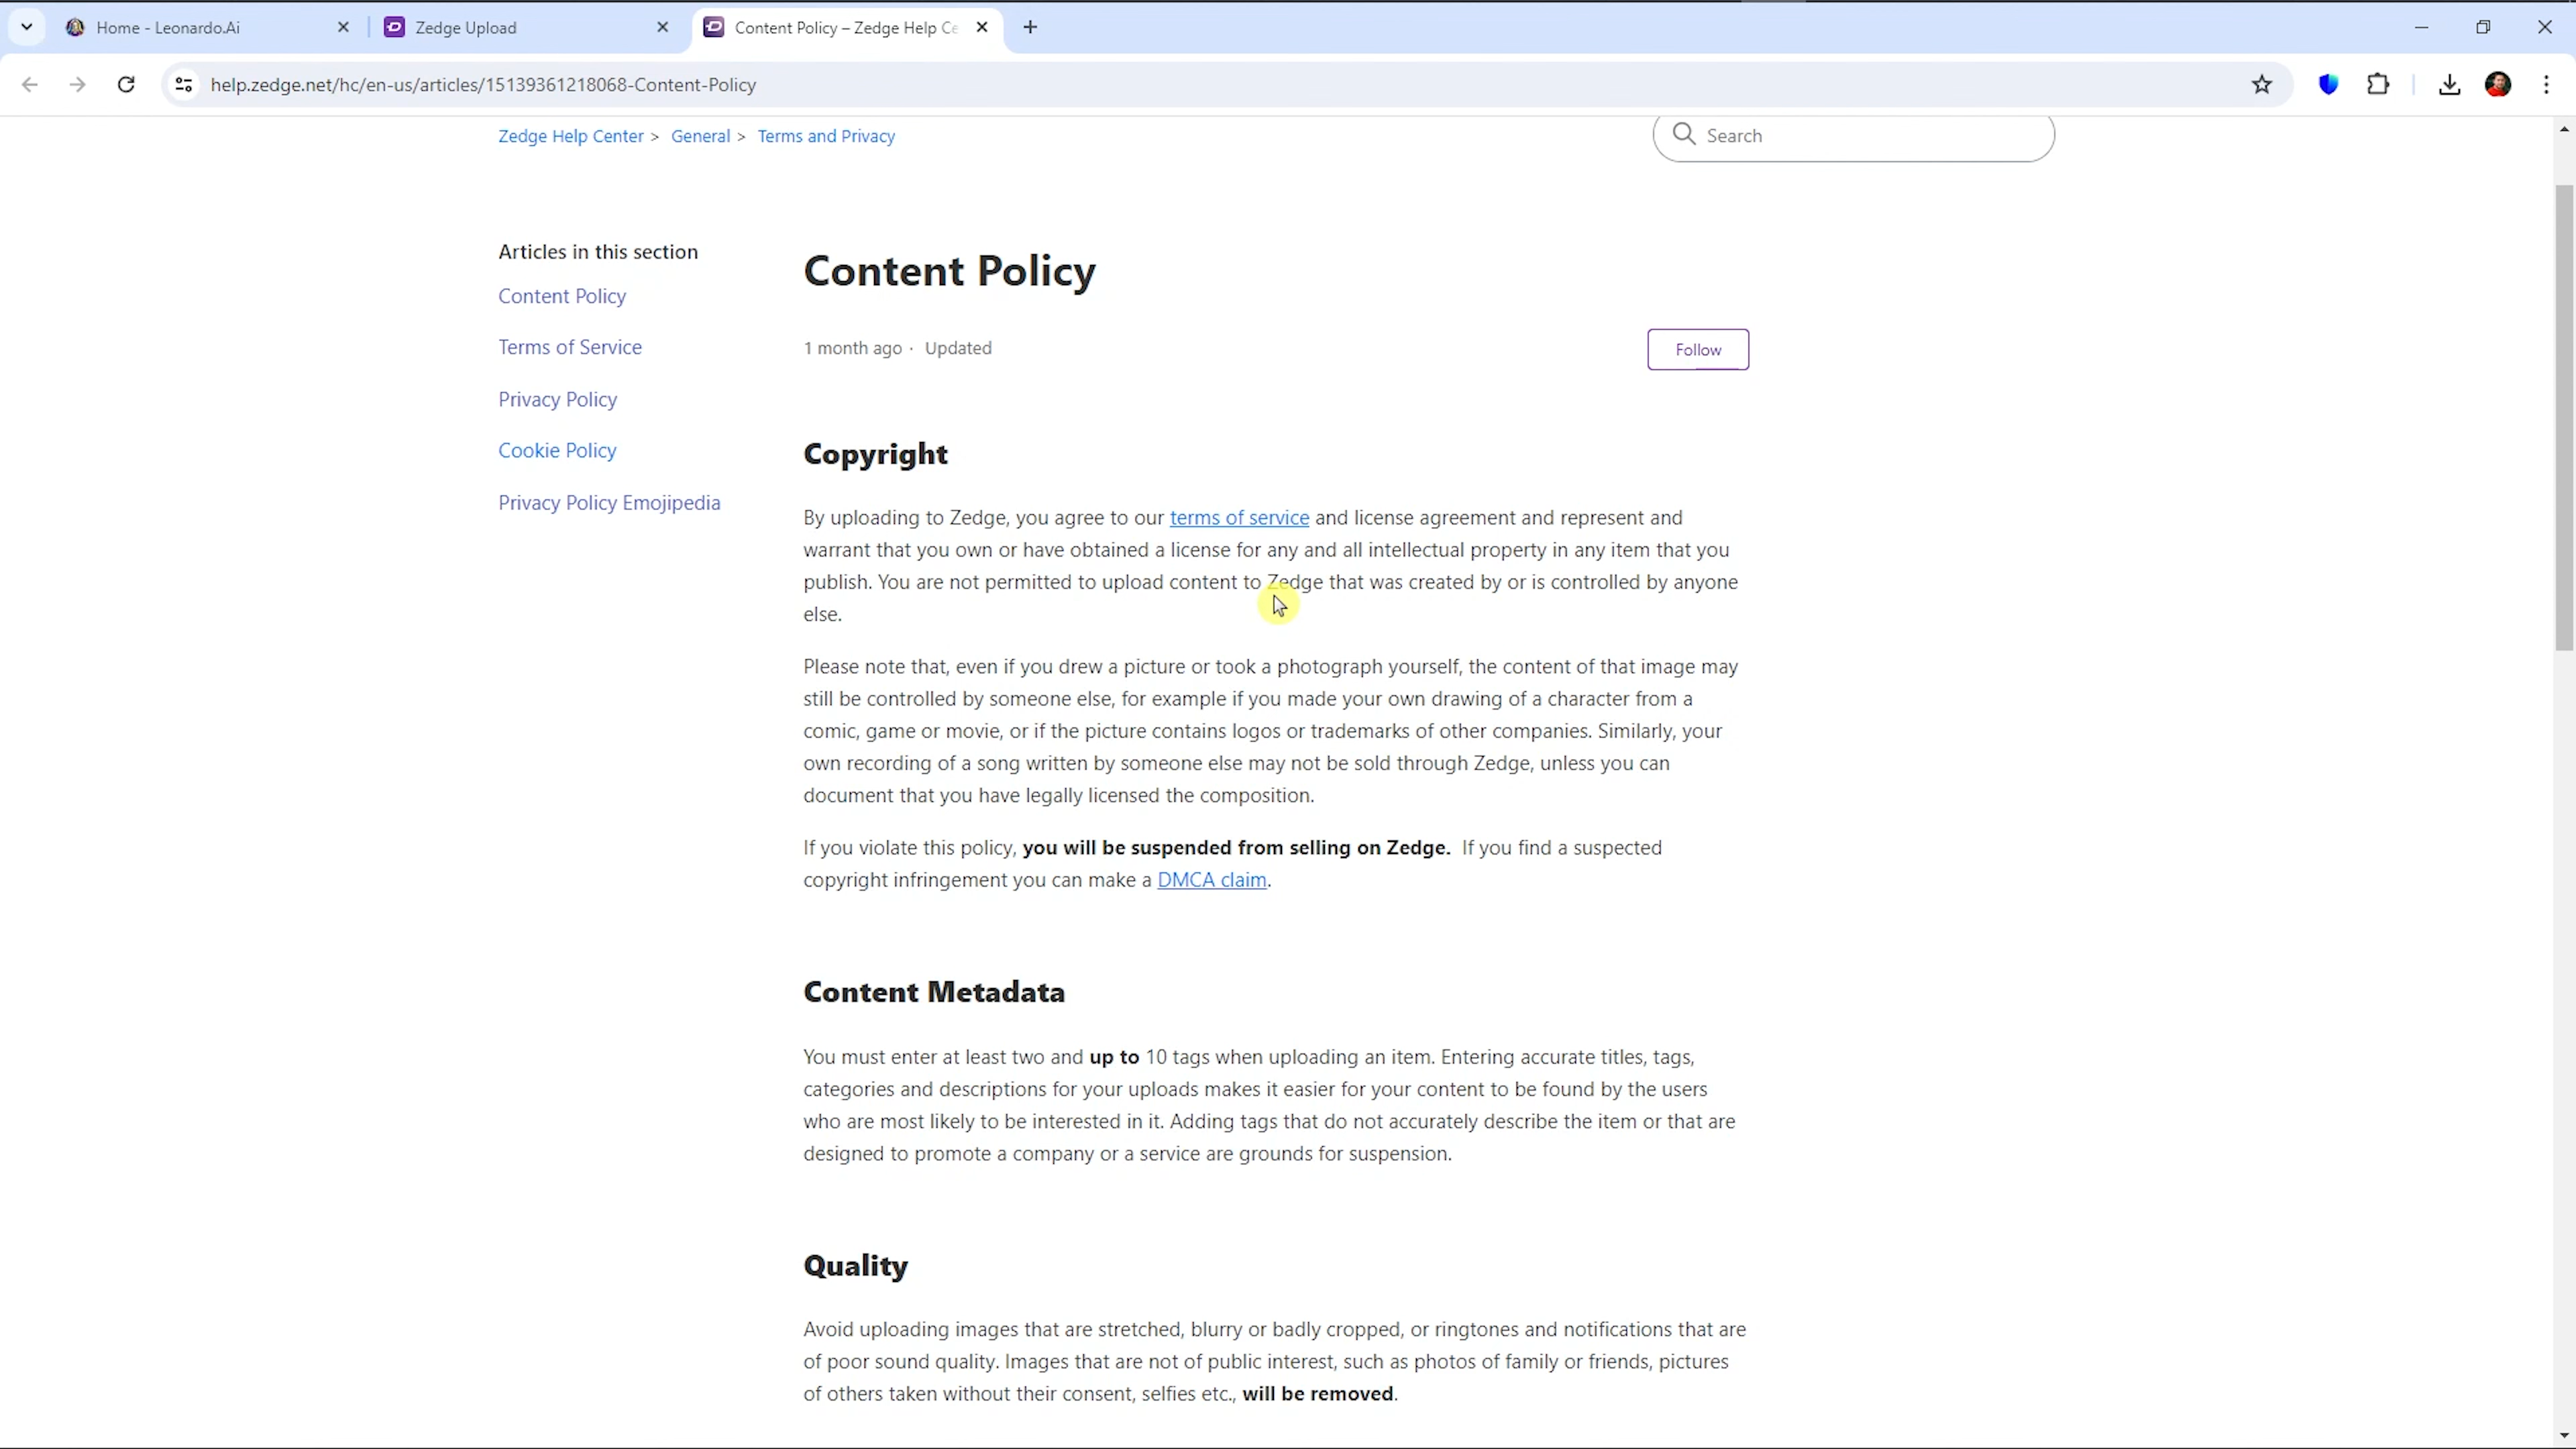 Home - Leonardo.Ai
Zedge Upload
Content Policy – Zedge Help Ce
help.zedge.net/hc/en-us/articles/15139361218068-Content-Policy
Zedge Help Center > General > Terms and Privacy
Search
Articles in this section
Content Policy
Terms of Service
Privacy Policy
Cookie Policy
Privacy Policy Emojipedia
Content Policy
1 month ago · Updated
Follow
Copyright
By uploading to Zedge, you agree to our terms of service and license agreement and represent and
warrant that you own or have obtained a license for any and all intellectual property in any item that you
publish. You are not permitted to upload content to Zedge that was created by or is controlled by anyone
else.
Please note that, even if you drew a picture or took a photograph yourself, the content of that image may
still be controlled by someone else, for example if you made your own drawing of a character from a
comic, game or movie, or if the picture contains logos or trademarks of other companies. Similarly, your
own recording of a song written by someone else may not be sold through Zedge, unless you can
document that you have legally licensed the composition.
If you violate this policy, you will be suspended from selling on Zedge. If you find a suspected
copyright infringement you can make a DMCA claim.
Content Metadata
You must enter at least two and up to 10 tags when uploading an item. Entering accurate titles, tags,
categories and descriptions for your uploads makes it easier for your content to be found by the users
who are most likely to be interested in it. Adding tags that do not accurately describe the item or that are
designed to promote a company or a service are grounds for suspension.
Quality
Avoid uploading images that are stretched, blurry or badly cropped, or ringtones and notifications that are
of poor sound quality. Images that are not of public interest, such as photos of family or friends, pictures
of others taken without their consent, selfies etc., will be removed.